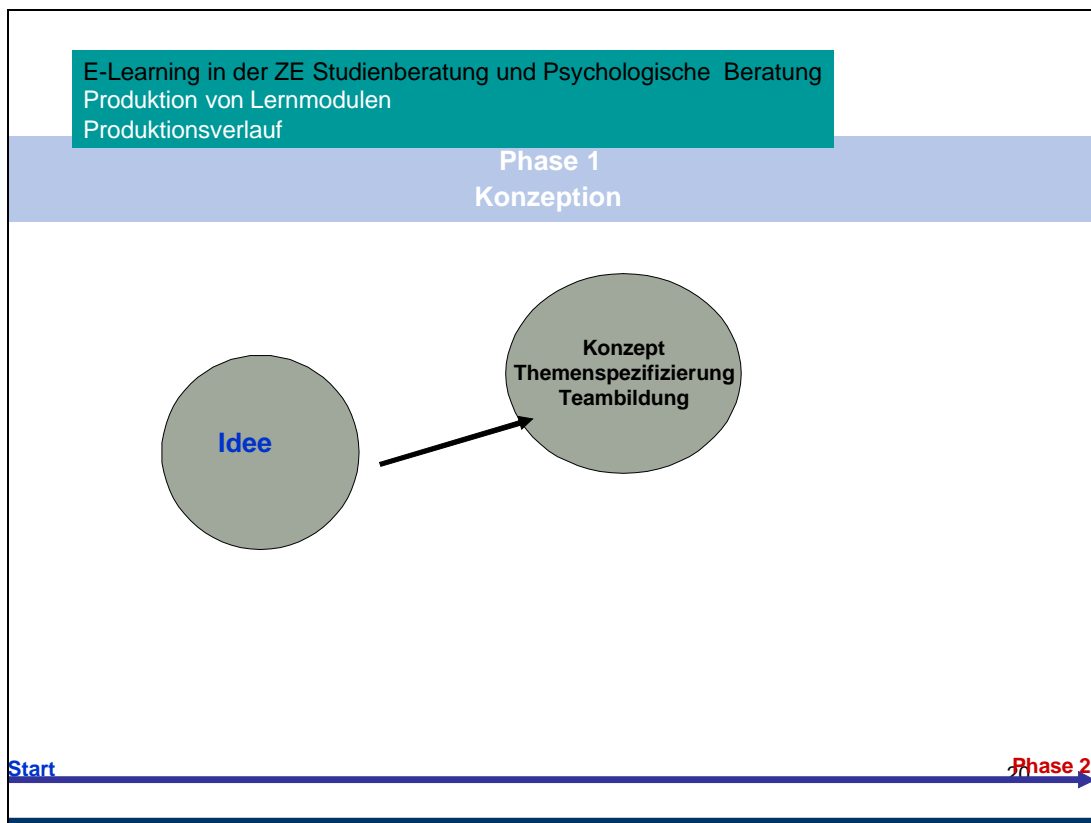 E-Learning in der ZE Studienberatung und Psychologische Beratung
Produktion von Lernmodulen
Produktionsverlauf
Phase 1
Konzeption
Konzept
Themenspezifizierung
Teambildung
Idee
Start
20
Phase 2